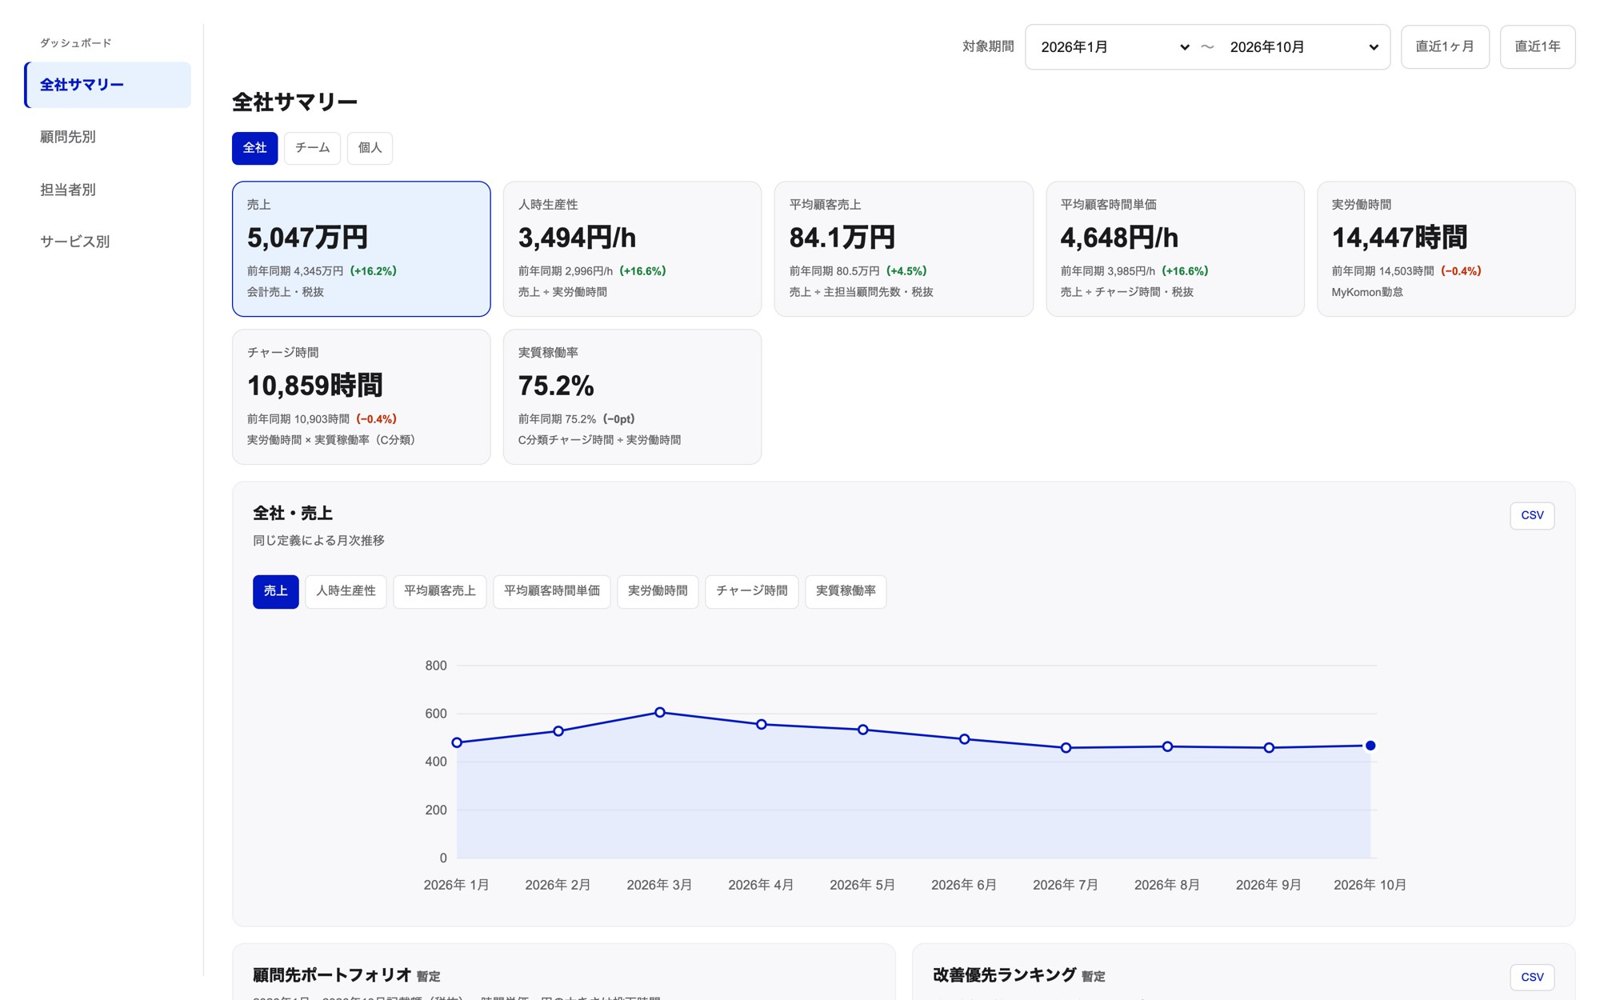 ダッシュボード
全社サマリー
顧問先別
担当者別
サービス別
対象期間 2026年1月 〜 2026年10月 直近1ヶ月 直近1年
全社サマリー
全社 チーム 個人
売上
5,047万円
前年同期 4,345万円 (+16.2%)
会計売上・税抜
人時生産性
3,494円/h
前年同期 2,996円/h (+16.6%)
売上 ÷ 実労働時間
平均顧客売上
84.1万円
前年同期 80.5万円 (+4.5%)
売上 ÷ 主担当顧問先数・税抜
平均顧客時間単価
4,648円/h
前年同期 3,985円/h (+16.6%)
売上 ÷ チャージ時間・税抜
実労働時間
14,447時間
前年同期 14,503時間 (−0.4%)
MyKomon勤怠
チャージ時間
10,859時間
前年同期 10,903時間 (−0.4%)
実労働時間 × 実質稼働率（C分類）
実質稼働率
75.2%
前年同期 75.2% (−0pt)
C分類チャージ時間 ÷ 実労働時間
全社・売上
CSV
同じ定義による月次推移
売上 人時生産性 平均顧客売上 平均顧客時間単価 実労働時間 チャージ時間 実質稼働率
800
600
400
200
0
2026年 1月 2026年 2月 2026年 3月 2026年 4月 2026年 5月 2026年 6月 2026年 7月 2026年 8月 2026年 9月 2026年 10月
顧問先ポートフォリオ 暫定
改善優先ランキング 暫定
CSV